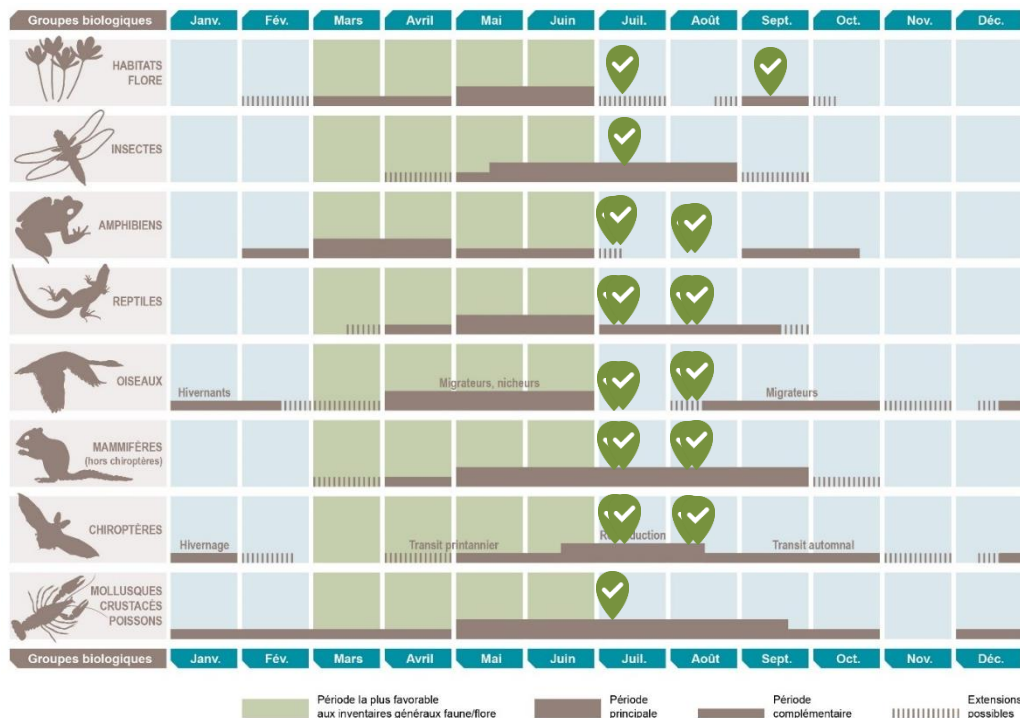 Groupes biologiques Janv. Fév. Mars Avril Mai Juin Juil. Août Sept. Oct. Nov. Déc.
HABITATS
FLORE
INSECTES
AMPHIBIENS
REPTILES
OISEAUX
Hivernants
Migrateurs, nicheurs
Migrateurs
MAMMIFÈRES
(hors chiroptères)
CHIROPTÈRES
Hivernage
Transit printannier
Transit automnal
MOLLUSQUES
CRUSTACÉS
POISSONS
Groupes biologiques Janv. Fév. Mars Avril Mai Juin Juil. Août Sept. Oct. Nov. Déc.
Période la plus favorable
aux inventaires généraux faune/flore
Période
principale
Période
complémentaire
Extensions
possibles